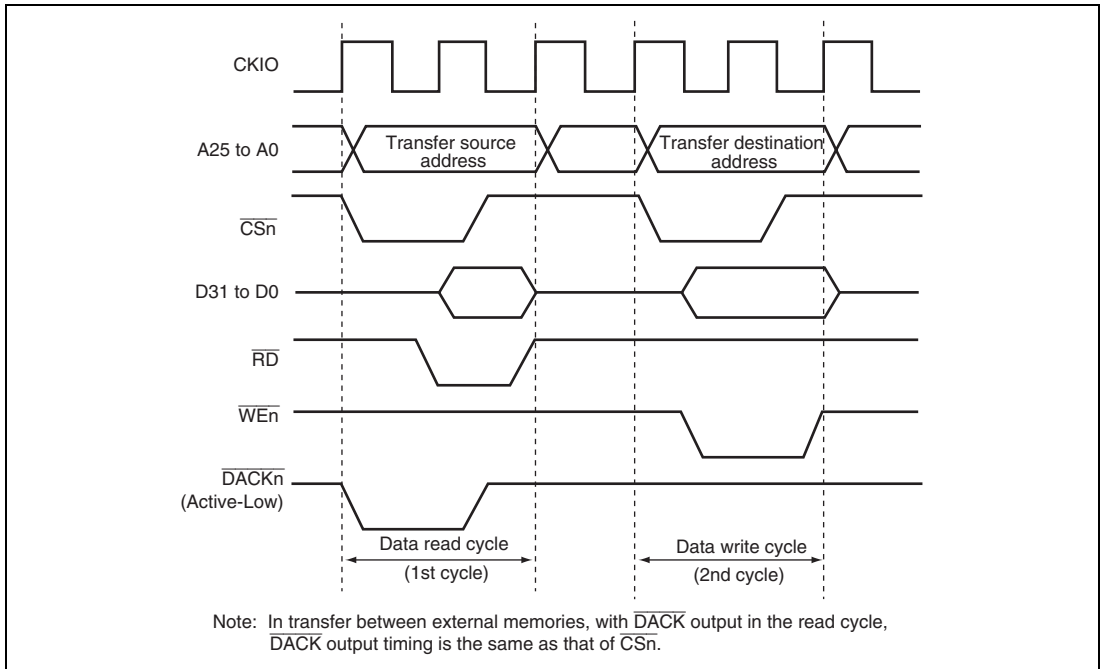 CKIO
A25 to A0
Transfer source
address
Transfer destination
address
CSn
D31 to D0
RD
WEn
DACKn
(Active-Low)
Data read cycle
(1st cycle)
Data write cycle
(2nd cycle)
Note: In transfer between external memories, with DACK output in the read cycle,
DACK output timing is the same as that of CSn.